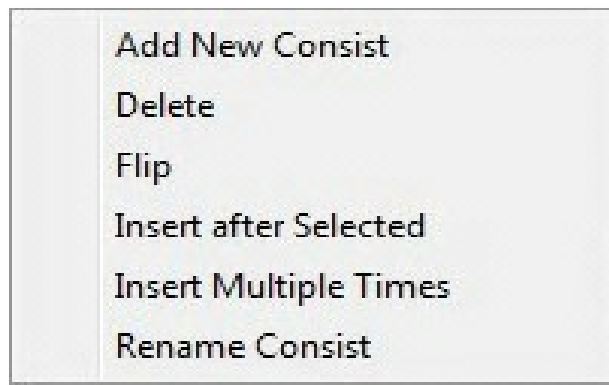 Add New Consist
Delete
Flip
Insert after Selected
Insert Multiple Times
Rename Consist